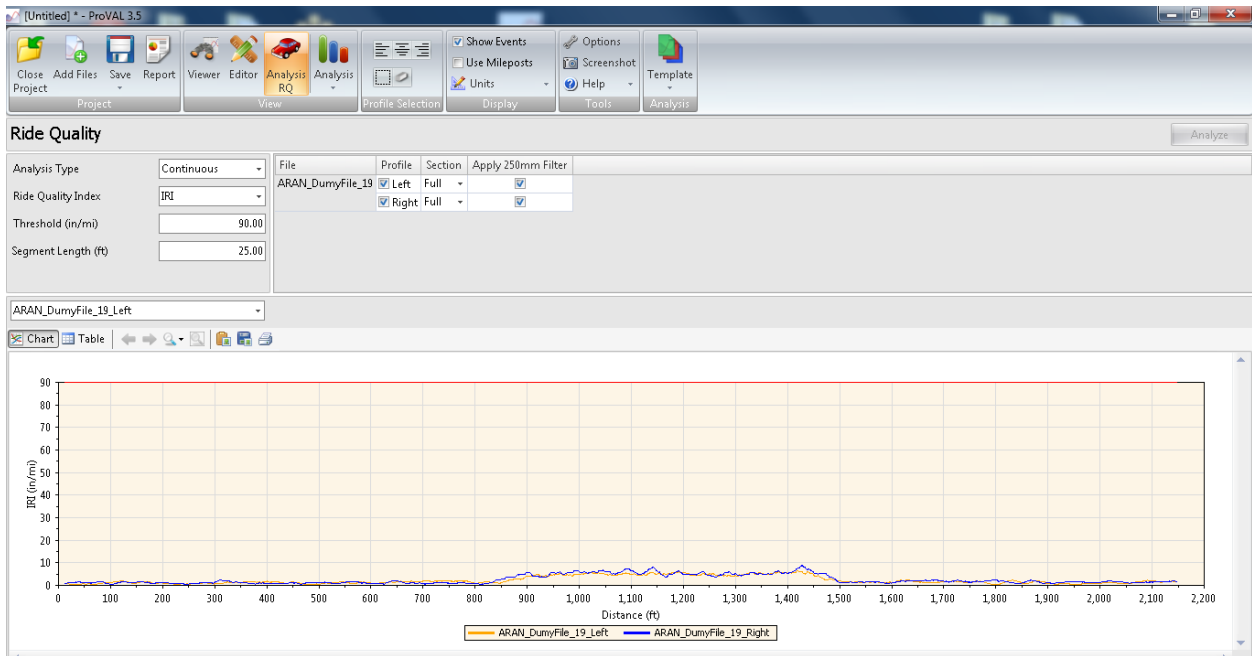 [Untitled] * - ProVAL 3.5
Close Project Add Files Save Report Viewer Editor Analysis RQ Analysis Show Events Use Mileposts Units Options Screenshot Help Template
Project View Profile Selection Display Tools Analysis
Ride Quality Analyze
Analysis Type Continuous
Ride Quality Index IRI
Threshold (in/mi) 90.00
Segment Length (ft) 25.00
File Profile Section Apply 250mm Filter
ARAN_DumyFile_19 Left Full
Right Full
ARAN_DumyFile_19_Left
Chart Table
90
80
70
60
50
40
30
20
10
0
IRI (in/mi)
0 100 200 300 400 500 600 700 800 900 1,000 1,100 1,200 1,300 1,400 1,500 1,600 1,700 1,800 1,900 2,000 2,100 2,200
Distance (ft)
ARAN_DumyFile_19_Left ARAN_DumyFile_19_Right